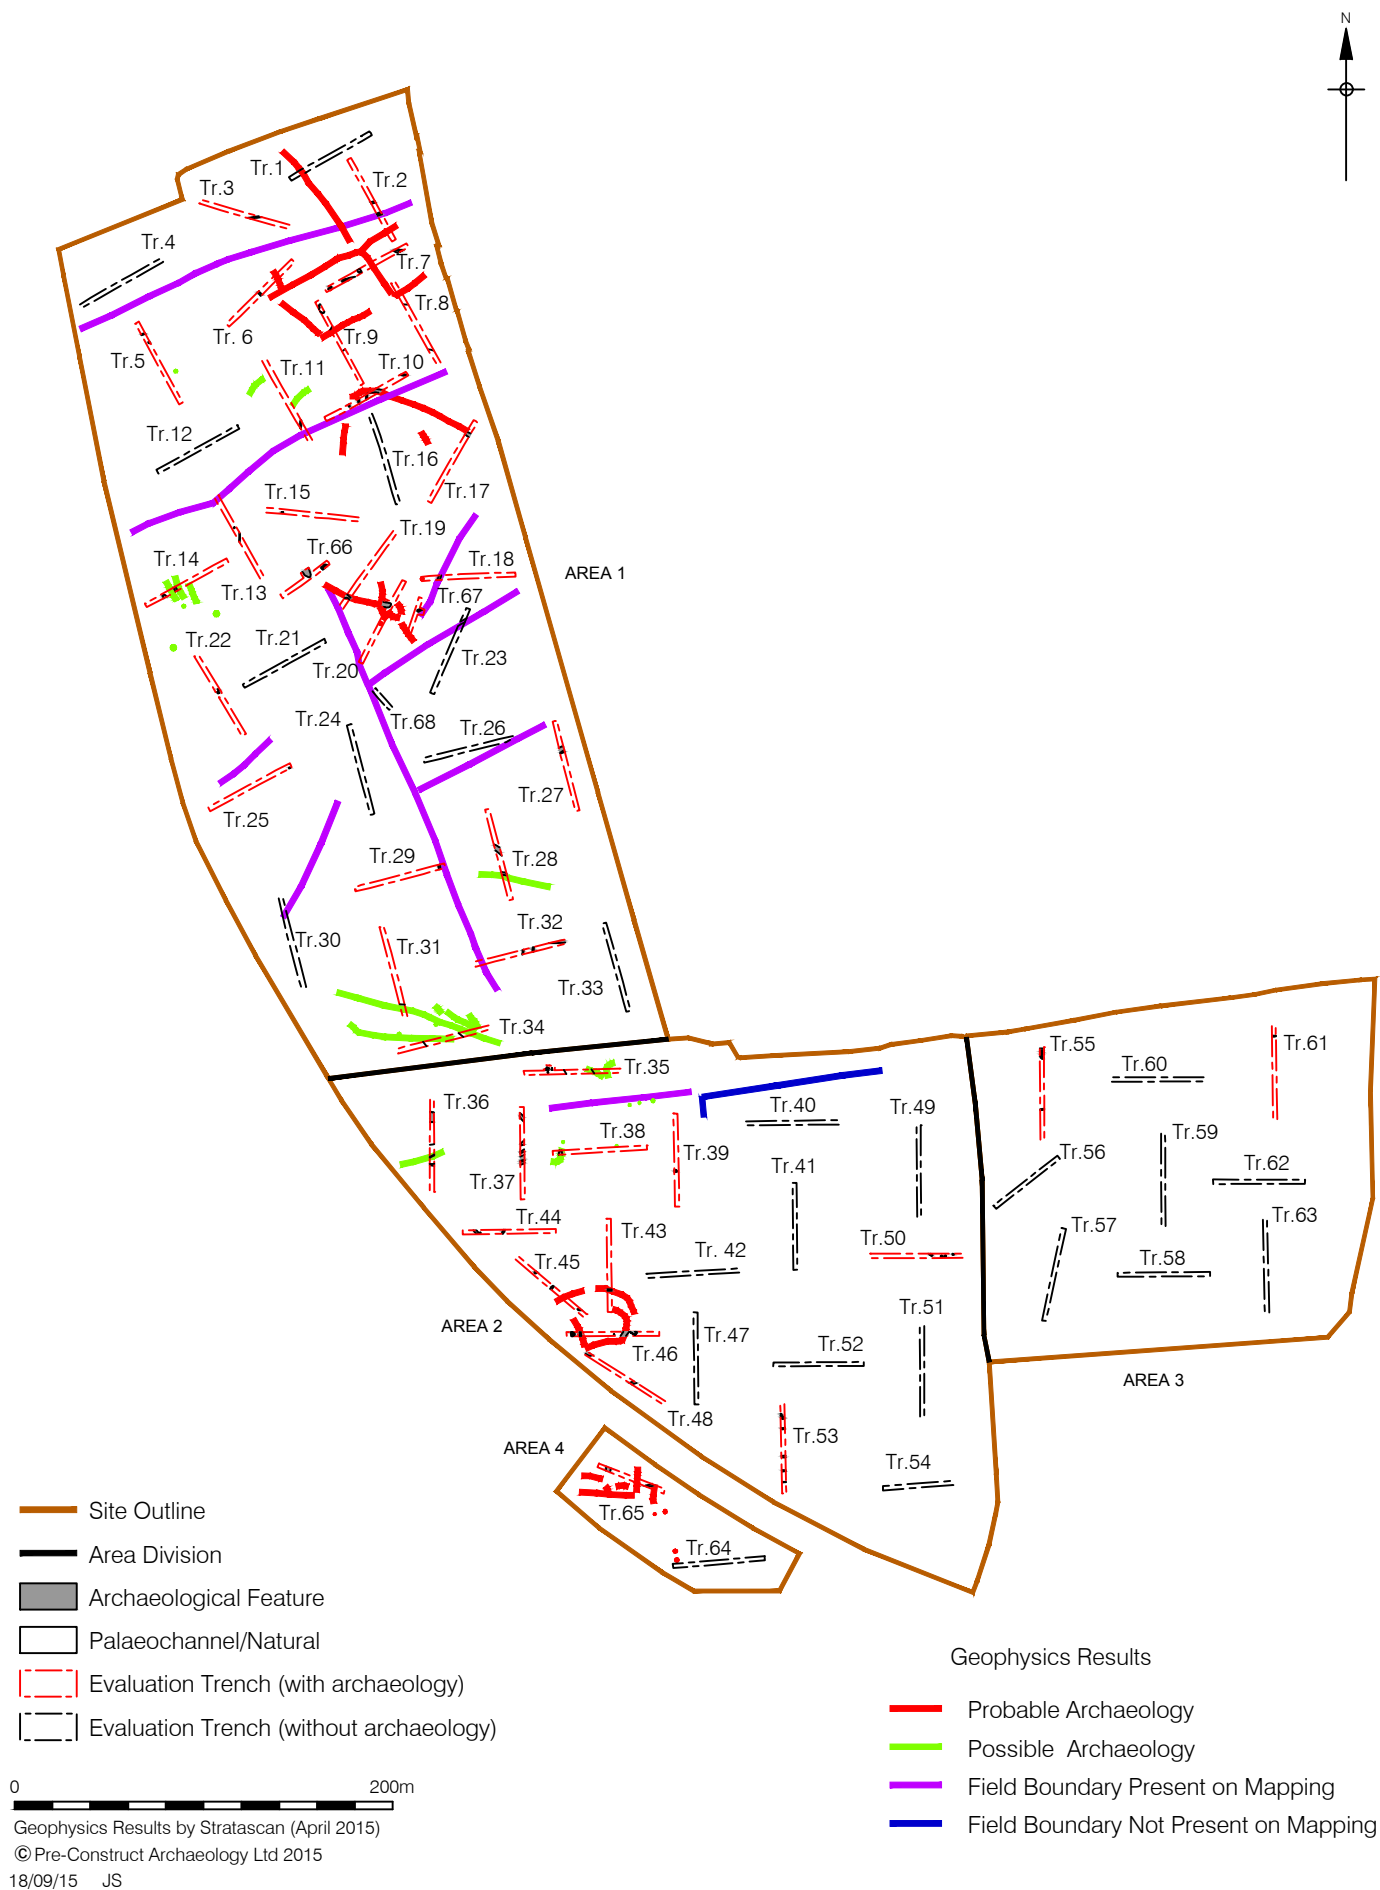 N
Tr.1
Tr.2
Tr.3
Tr.4
Tr.7
Tr.8
Tr. 6
Tr.9
Tr.5
Tr.11
Tr.10
Tr.12
Tr.16
Tr.15
Tr.17
Tr.19
Tr.66
Tr.14
Tr.18
AREA 1
Tr.13
Tr.67
Tr.22
Tr.21
Tr.20
Tr.23
Tr.24
Tr.68
Tr.26
Tr.27
Tr.25
Tr.29
Tr.28
Tr.32
Tr.30
Tr.31
Tr.33
Tr.34
Tr.35
Tr.55
Tr.60
Tr.61
Tr.36
Tr.40
Tr.49
Tr.38
Tr.39
Tr.59
Tr.56
Tr.41
Tr.62
Tr.37
Tr.44
Tr.43
Tr.63
Tr.57
Tr.50
Tr. 42
Tr.45
Tr.58
Tr.51
AREA 2
Tr.47
Tr.46
Tr.52
AREA 3
Tr.48
Tr.53
AREA 4
Tr.54
Tr.65
Tr.64
Site Outline
Area Division
Archaeological Feature
Palaeochannel/Natural
Evaluation Trench (with archaeology)
Evaluation Trench (without archaeology)
Geophysics Results
Probable Archaeology
Possible Archaeology
Field Boundary Present on Mapping
Field Boundary Not Present on Mapping
0 200m
Geophysics Results by Stratascan (April 2015)
© Pre-Construct Archaeology Ltd 2015
18/09/15 JS